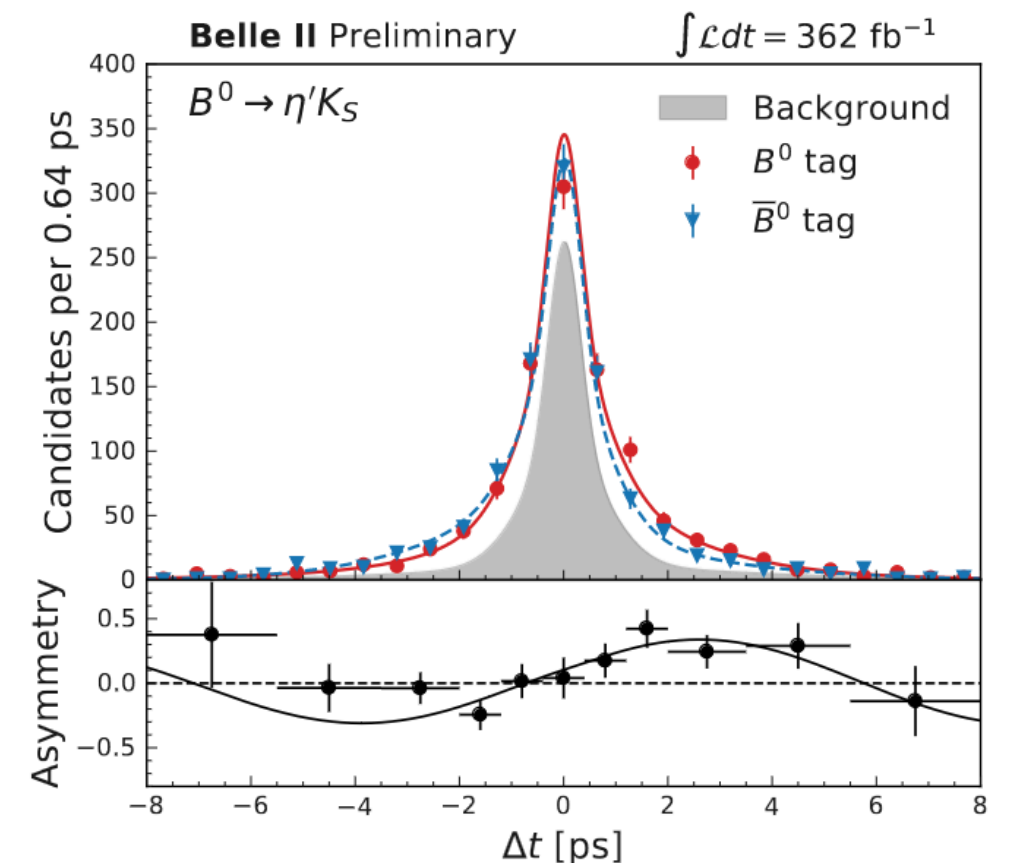 Belle II Preliminary ∫ℒdt = 362 fb⁻¹
B⁰ → η′K_S
Background
B⁰ tag
B̅⁰ tag
Candidates per 0.64 ps
400
350
300
250
200
150
100
50
0
Asymmetry
0.5
0.0
−0.5
−8 −6 −4 −2 0 2 4 6 8
Δt [ps]